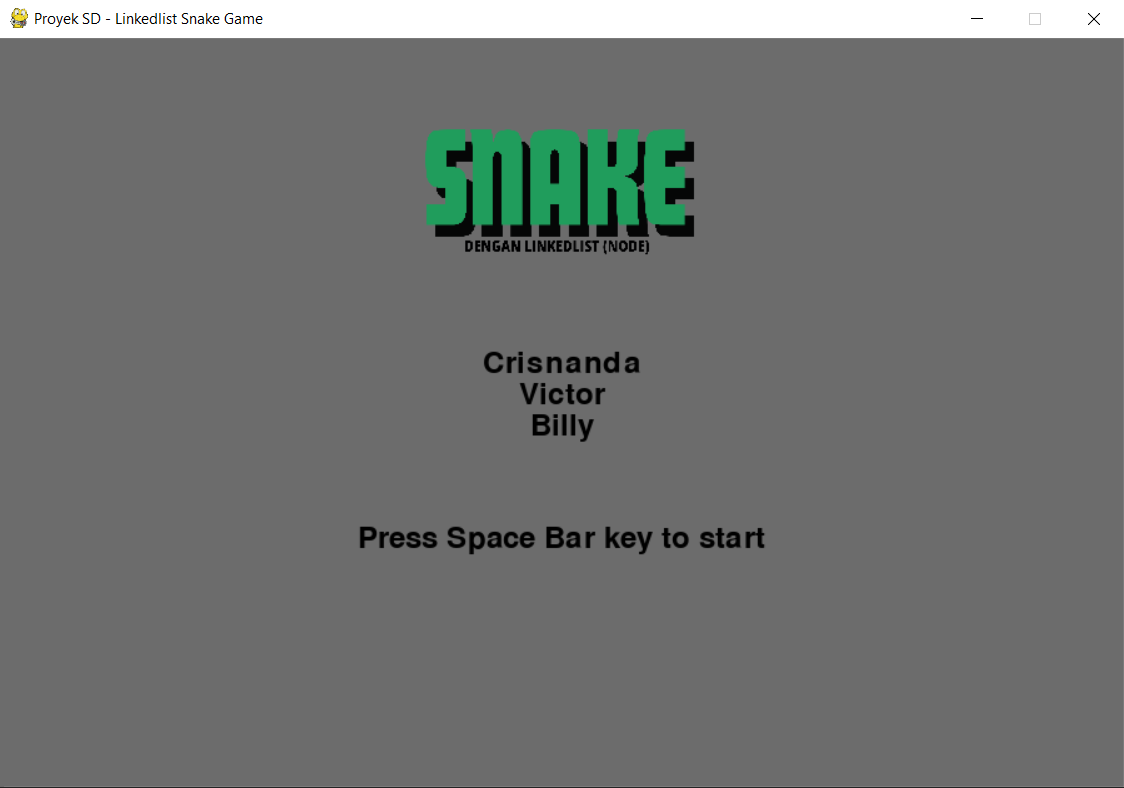 Proyek SD - Linkedlist Snake Game
SNAKE
DENGAN LINKEDLIST (NODE)
Crisnanda
Victor
Billy
Press Space Bar key to start